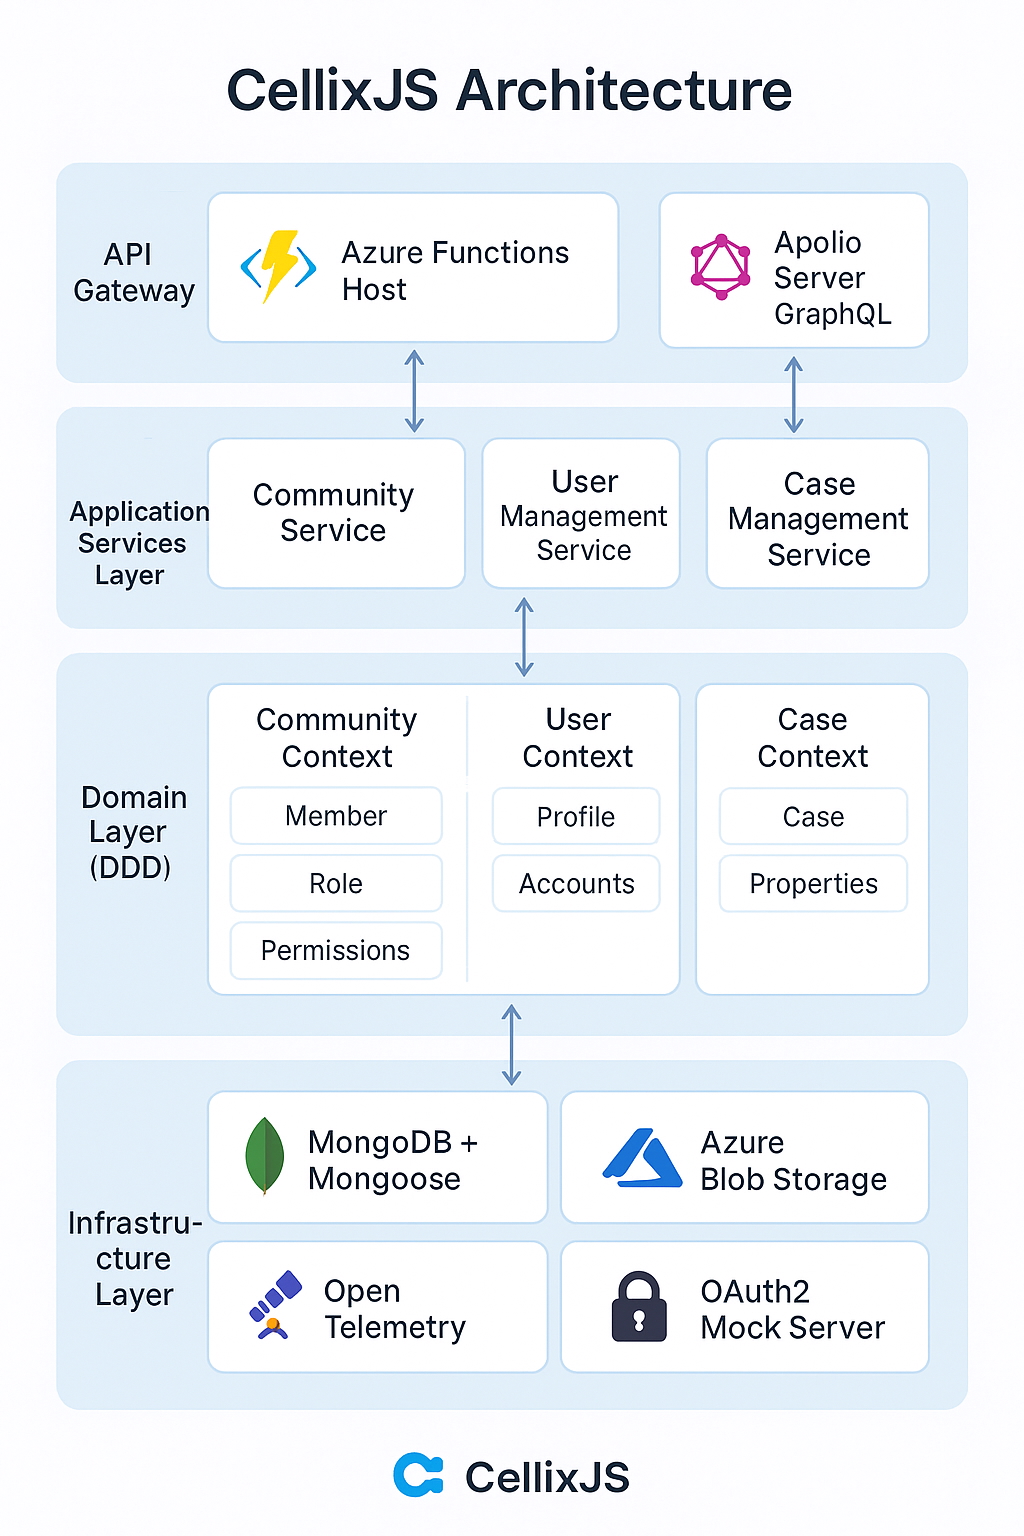 CellixJS Architecture
API
Gateway
Azure Functions
Host
Apolio
Server
GraphQL
Application
Services
Layer
Community
Service
User
Management
Service
Case
Management
Service
Domain
Layer
(DDD)
Community
Context
Member
Role
Permissions
User
Context
Profile
Accounts
Case
Context
Case
Properties
Infrastru-
cture
Layer
MongoDB +
Mongoose
Azure
Blob Storage
Open
Telemetry
OAuth2
Mock Server
CellixJS